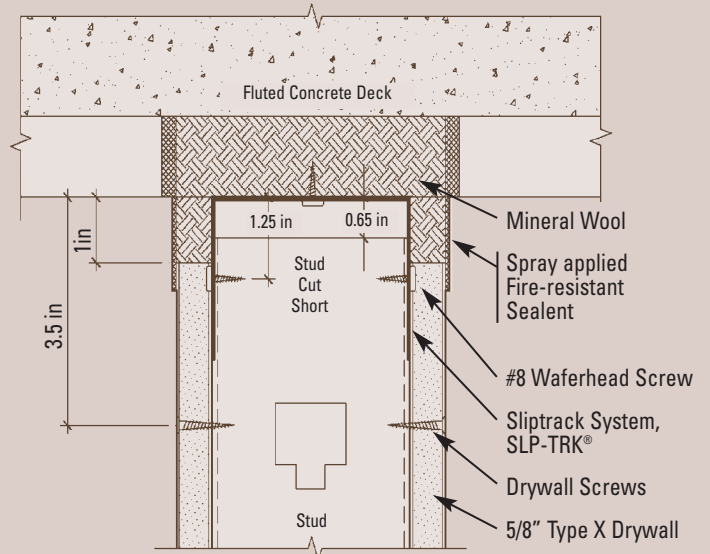 Fluted Concrete Deck
1.25 in
0.65 in
1in
3.5 in
Stud
Cut
Short
Mineral Wool
Spray applied
Fire-resistant
Sealent
#8 Waferhead Screw
Sliptrack System,
SLP-TRK®
Drywall Screws
5/8" Type X Drywall
Stud